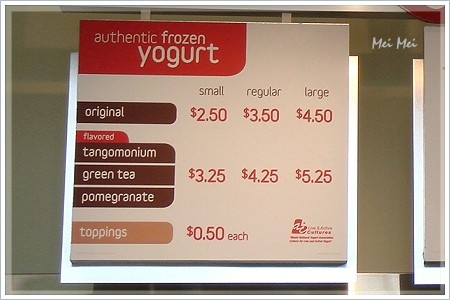 authentic frozen
yogurt
Mei Mei
small regular large
original $2.50 $3.50 $4.50
flavored
tangomonium
green tea $3.25 $4.25 $5.25
pomegranate
toppings $0.50 each
Live & Active
Cultures